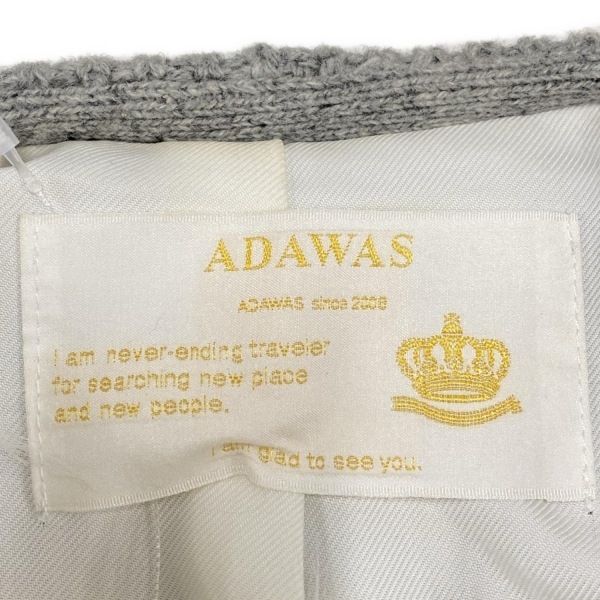 ADAWAS
ADAWAS since 2008
I am never-ending traveler
for searching new place
and new people.
I am glad to see you.